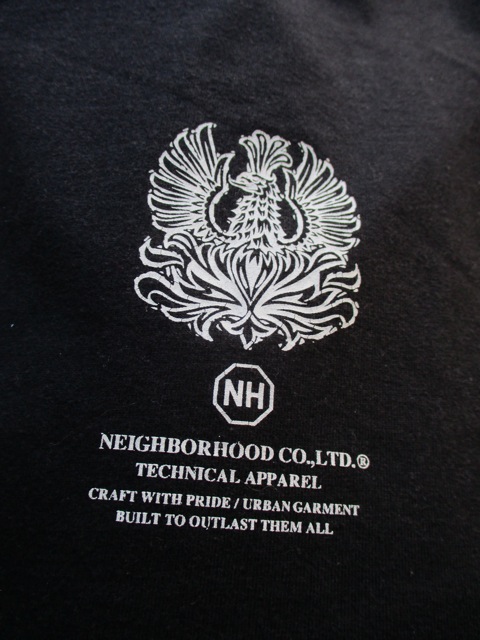 NH
NEIGHBORHOOD CO.,LTD.®
TECHNICAL APPAREL
CRAFT WITH PRIDE / URBAN GARMENT
BUILT TO OUTLAST THEM ALL